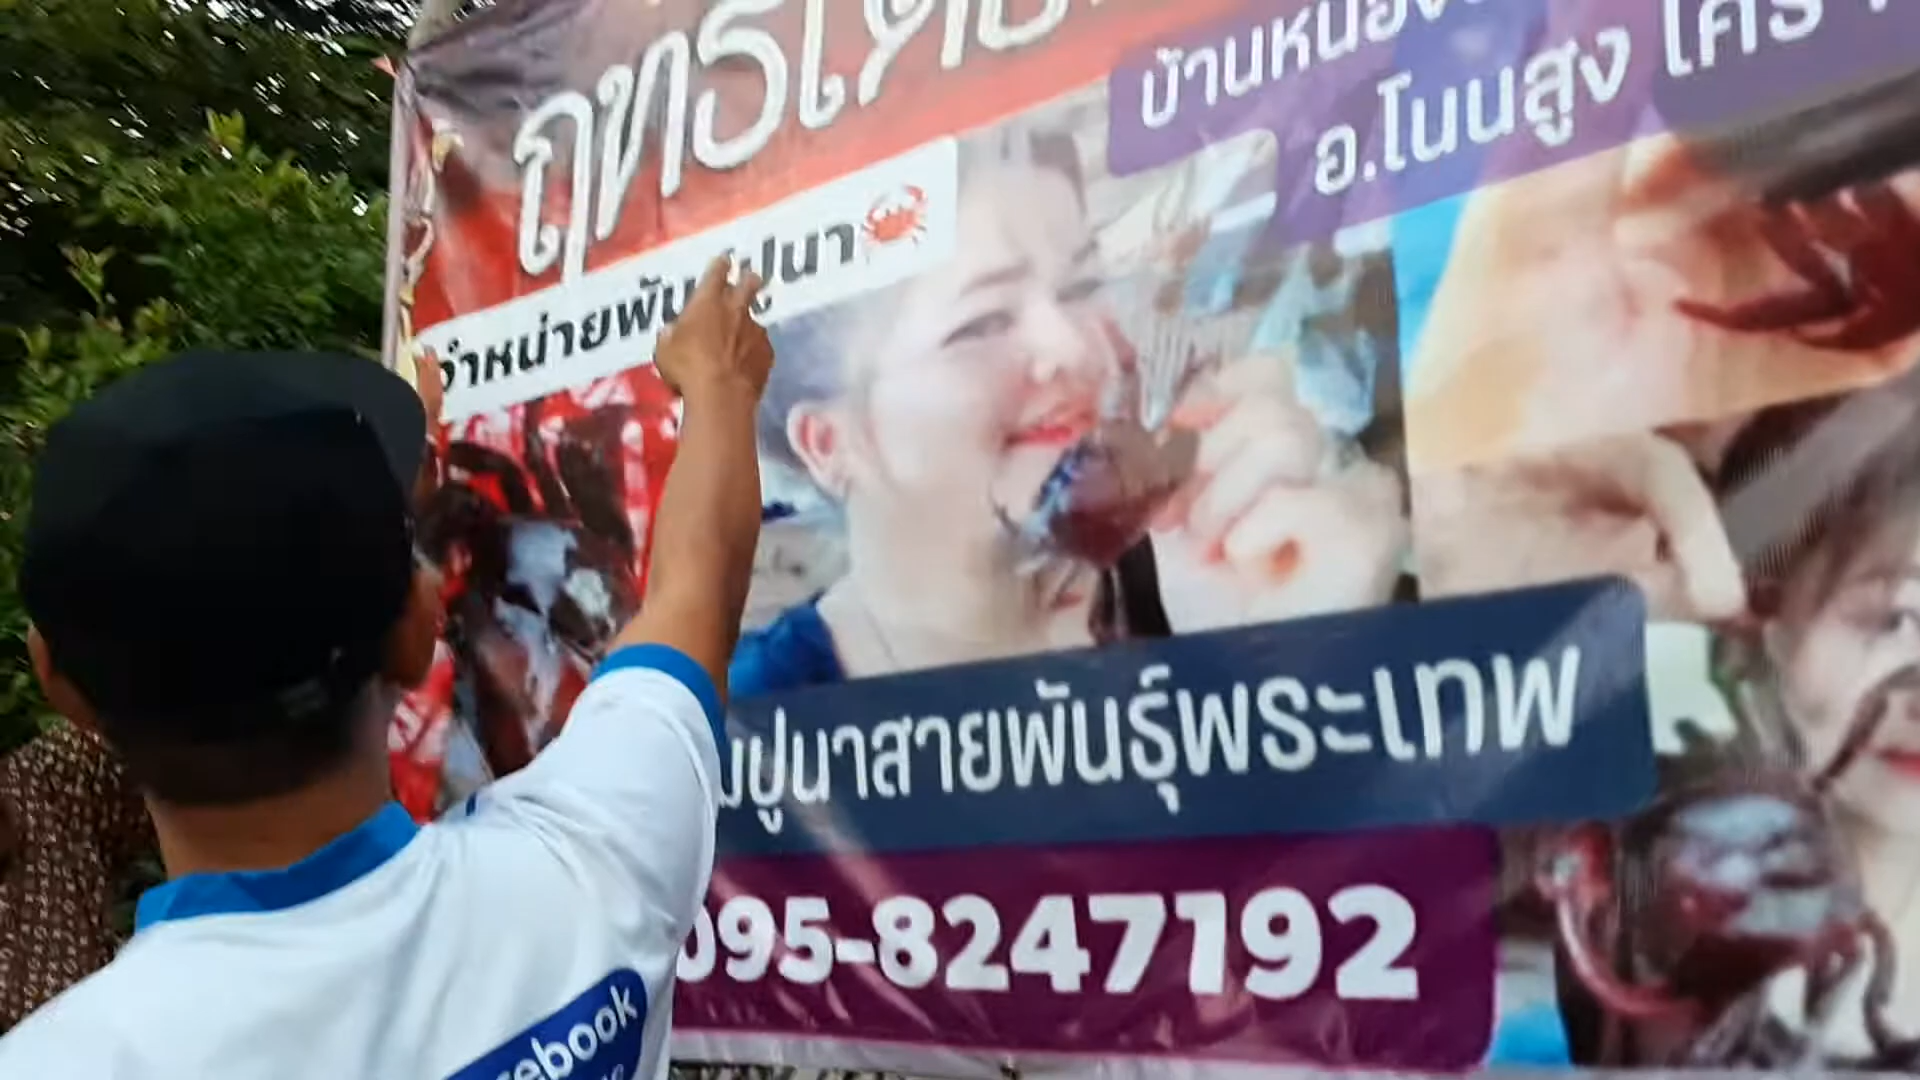 ฤทธิเดช
บ้านหนอง
อ.โนนสูง โคราช
จำหน่ายพันธุ์ปูนา
ปูนาสายพันธุ์พระเทพ
095-8247192
ebook